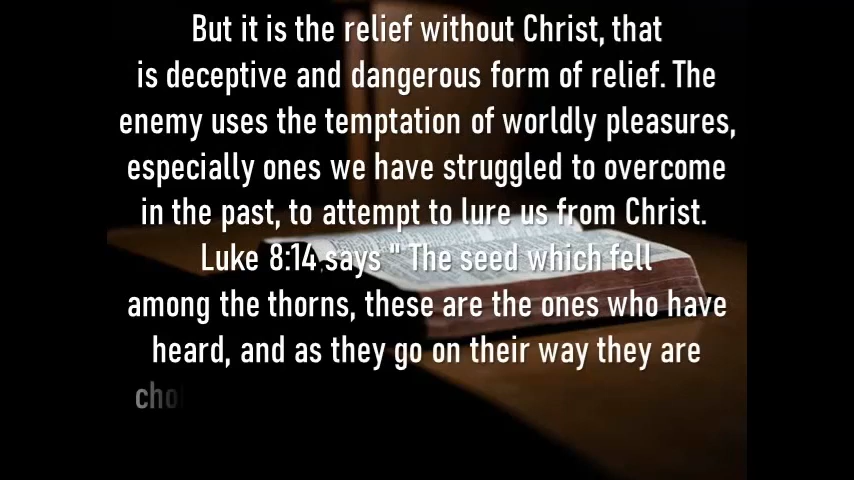 But it is the relief without Christ, that
is deceptive and dangerous form of relief. The
enemy uses the temptation of worldly pleasures,
especially ones we have struggled to overcome
in the past, to attempt to lure us from Christ.
Luke 8:14 says " The seed which fell
among the thorns, these are the ones who have
heard, and as they go on their way they are